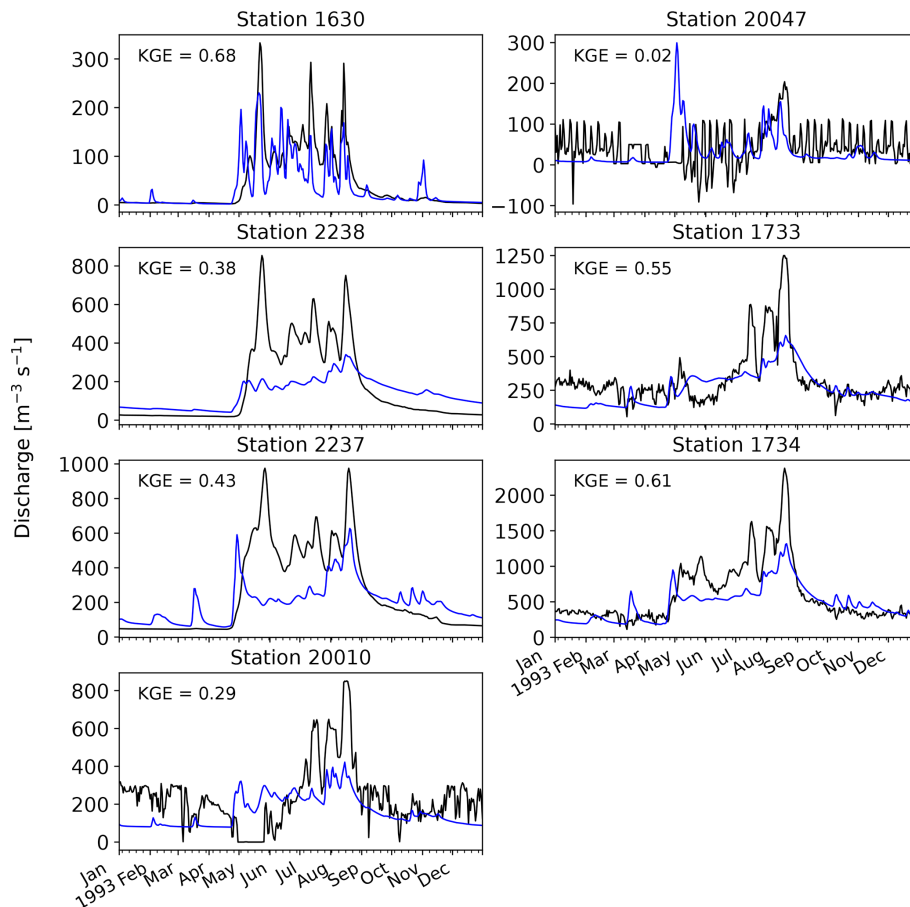 Station 1630
KGE = 0.68
300
200
100
0
Station 20047
KGE = 0.02
300
200
100
0
−100
Station 2238
KGE = 0.38
800
600
400
200
0
Station 1733
KGE = 0.55
1250
1000
750
500
250
0
Discharge [m⁻³ s⁻¹]
Station 2237
KGE = 0.43
1000
800
600
400
200
0
Station 1734
KGE = 0.61
2000
1500
1000
500
0
Jan
1993 Feb Mar Apr May Jun Jul Aug Sep Oct Nov Dec
Station 20010
KGE = 0.29
800
600
400
200
0
Jan
1993 Feb Mar Apr May Jun Jul Aug Sep Oct Nov Dec